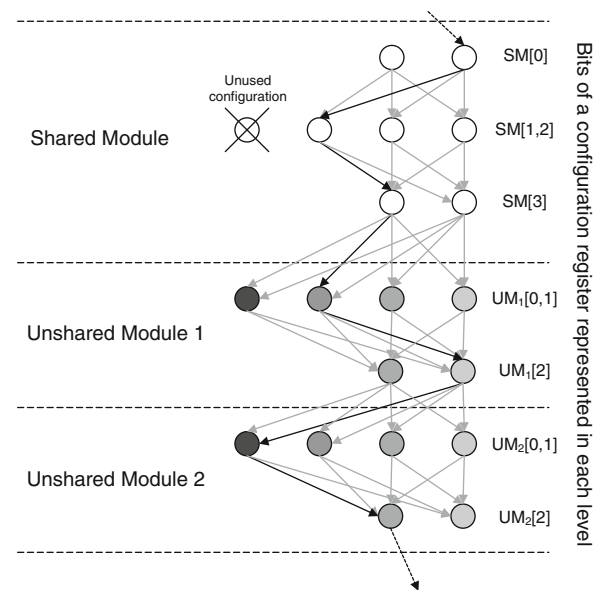 SM[0]
Unused
configuration
Shared Module
SM[1,2]
SM[3]
UM₁[0,1]
Unshared Module 1
UM₁[2]
UM₂[0,1]
Unshared Module 2
UM₂[2]
Bits of a configuration register represented in each level